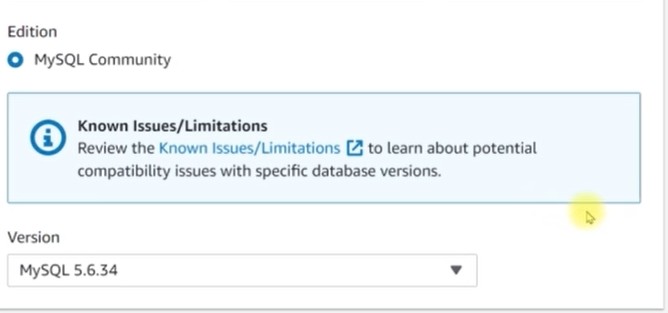 Edition
MySQL Community
Known Issues/Limitations
Review the Known Issues/Limitations to learn about potential
compatibility issues with specific database versions.
Version
MySQL 5.6.34